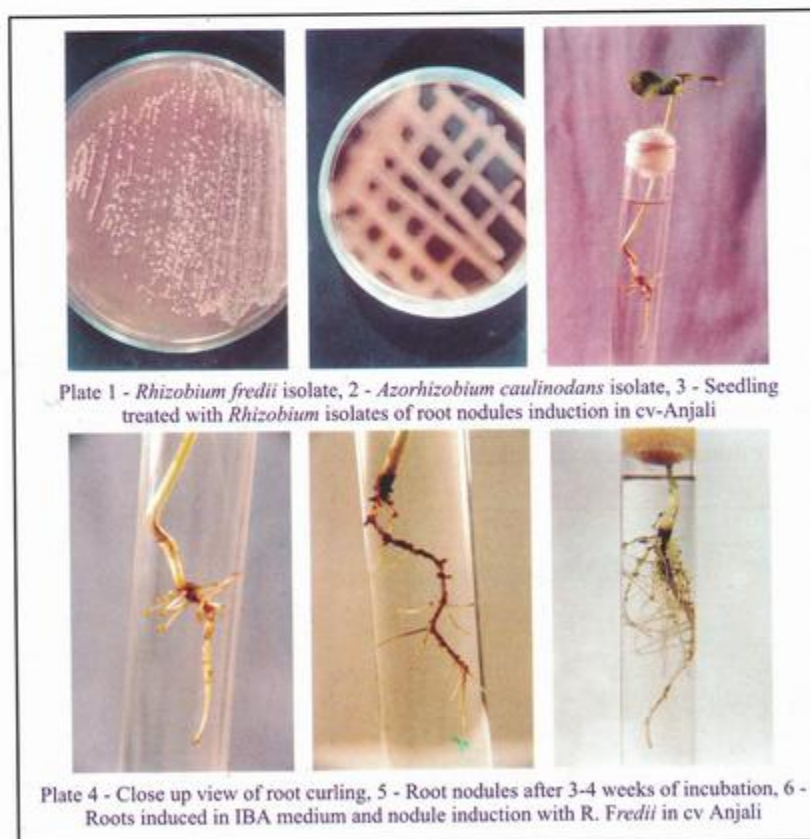 Plate 1 - Rhizobium fredii isolate, 2 - Azorhizobium caulinodans isolate, 3 - Seedling
treated with Rhizobium isolates of root nodules induction in cv-Anjali
Plate 4 - Close up view of root curling, 5 - Root nodules after 3-4 weeks of incubation, 6 -
Roots induced in IBA medium and nodule induction with R. Fredii in cv Anjali